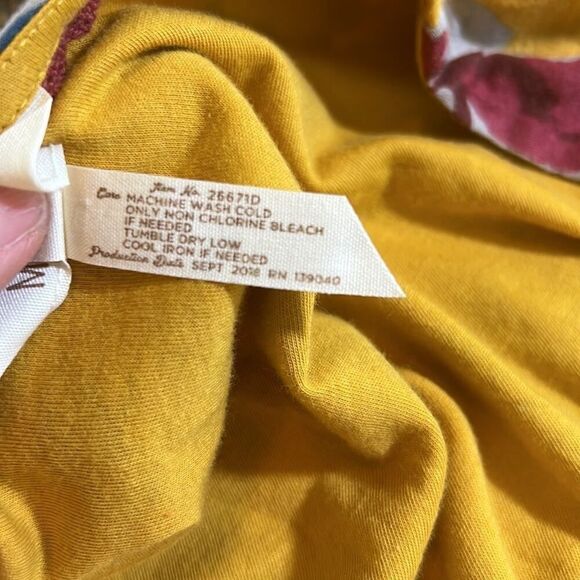 Item No. 26671D
Care MACHINE WASH COLD
ONLY NON CHLORINE BLEACH
IF NEEDED
TUMBLE DRY LOW
COOL IRON IF NEEDED
Production Date SEPT 2018 RN 139040
M